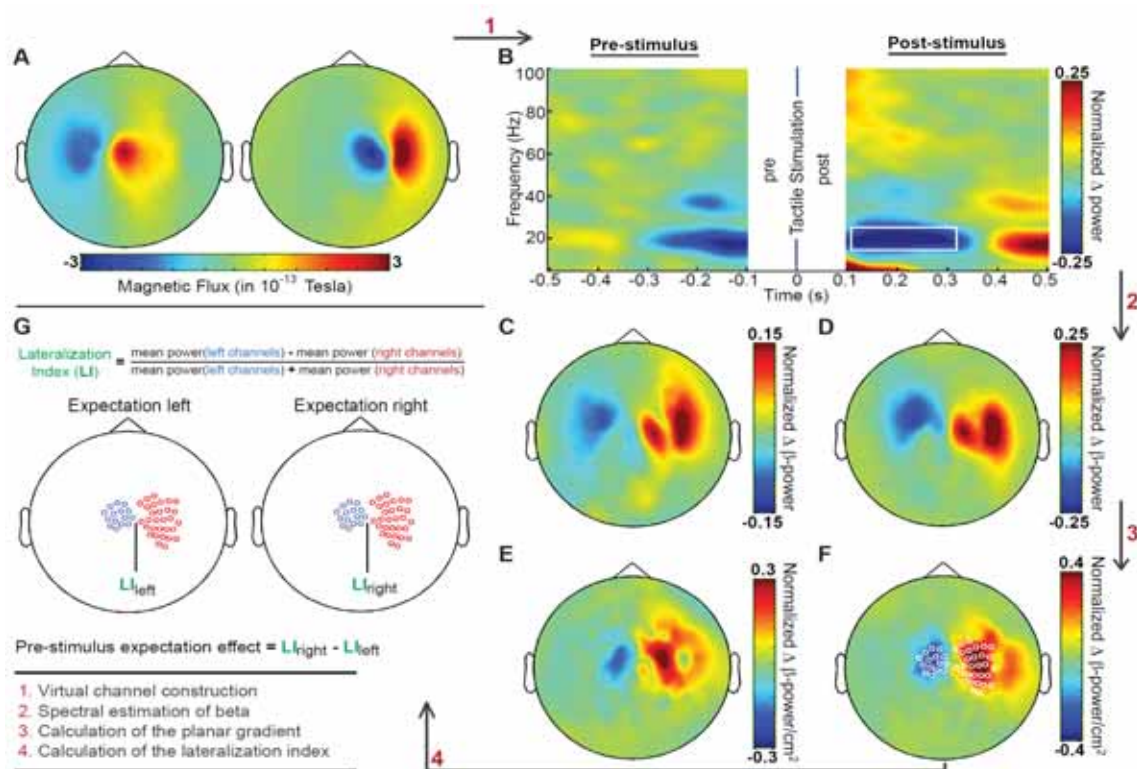 1
A
-3
3
Magnetic Flux (in 10⁻¹³ Tesla)
B
Pre-stimulus
Post-stimulus
Frequency (Hz)
100
80
60
40
20
pre
Tactile Stimulation
post
-0.5
-0.4
-0.3
-0.2
-0.1
0
0.1
0.2
0.3
0.4
0.5
Time (s)
0.25
-0.25
Normalized Δ power
2
C
0.15
-0.15
Normalized Δ β-power
D
0.25
-0.25
Normalized Δ β-power
3
E
0.3
-0.3
Normalized Δ β-power/cm²
F
0.4
-0.4
Normalized Δ β-power/cm²
4
G
Lateralization Index (LI) = mean power(left channels) - mean power (right channels)
mean power(left channels) + mean power (right channels)
Expectation left
Expectation right
LIleft
LIright
Pre-stimulus expectation effect = LIright - LIleft
1. Virtual channel construction
2. Spectral estimation of beta
3. Calculation of the planar gradient
4. Calculation of the lateralization index